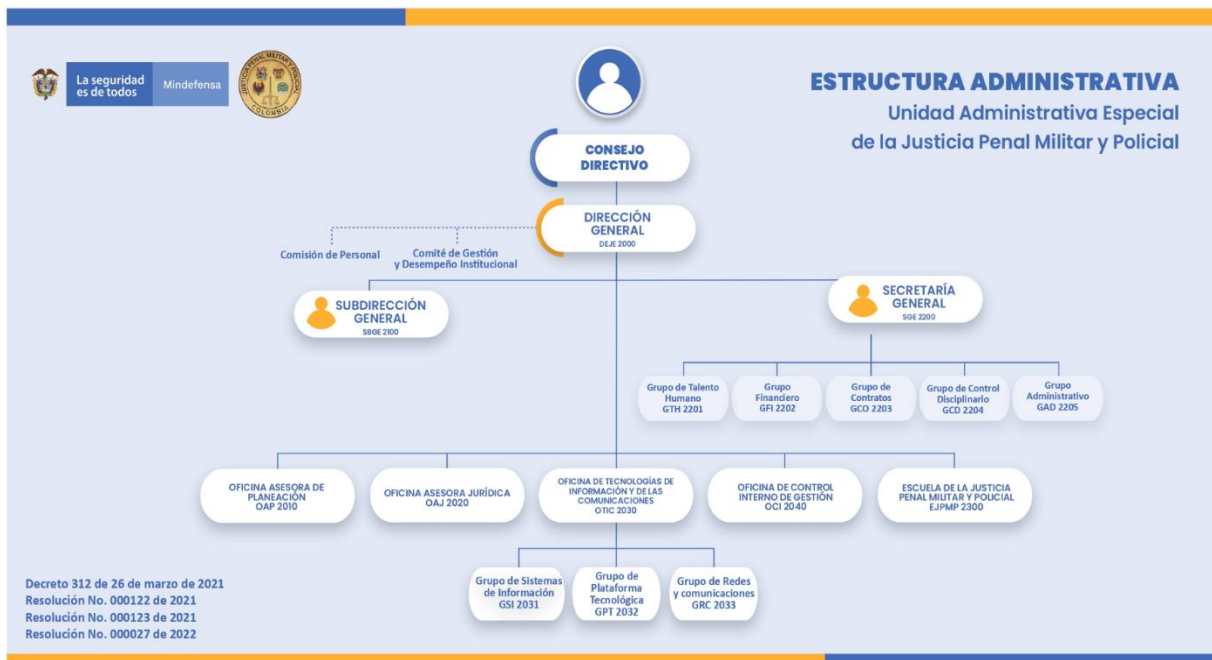 La seguridad
es de todos
Mindefensa
JUSTICIA PENAL MILITAR Y POLICIAL
COLOMBIA
ESTRUCTURA ADMINISTRATIVA
Unidad Administrativa Especial
de la Justicia Penal Militar y Policial
CONSEJO
DIRECTIVO
DIRECCIÓN
GENERAL
DEJE 2000
Comisión de Personal
Comité de Gestión
y Desempeño Institucional
SUBDIRECCIÓN
GENERAL
SBGE 2100
SECRETARÍA
GENERAL
SGE 2200
Grupo de Talento
Humano
GTH 2201
Grupo
Financiero
GFI 2202
Grupo de
Contratos
GCO 2203
Grupo de Control
Disciplinario
GCD 2204
Grupo
Administrativo
GAD 2205
OFICINA ASESORA DE
PLANEACIÓN
OAP 2010
OFICINA ASESORA JURÍDICA
OAJ 2020
OFICINA DE TECNOLOGÍAS DE
INFORMACIÓN Y DE LAS
COMUNICACIONES
OTIC 2030
OFICINA DE CONTROL
INTERNO DE GESTIÓN
OCI 2040
ESCUELA DE LA JUSTICIA
PENAL MILITAR Y POLICIAL
EJPMP 2300
Grupo de Sistemas
de Información
GSI 2031
Grupo de
Plataforma
Tecnológica
GPT 2032
Grupo de Redes
y comunicaciones
GRC 2033
Decreto 312 de 26 de marzo de 2021
Resolución No. 000122 de 2021
Resolución No. 000123 de 2021
Resolución No. 000027 de 2022